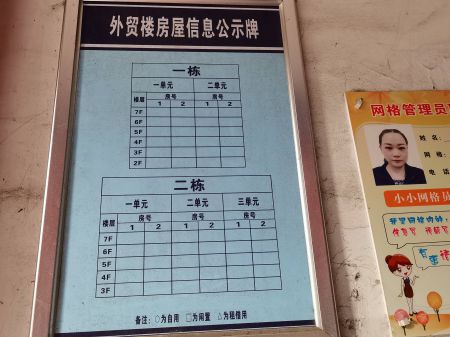 外贸楼房屋信息公示牌
一栋
一单元 二单元
楼层 房号 房号
1 2 1 2
7F
6F
5F
4F
3F
2F
二栋
一单元 二单元 三单元
楼层 房号 房号 房号
1 2 1 2 1 2
7F
6F
5F
4F
3F
备注：○为自用 □为闲置 △为租借用
网格管理员
姓名：
网格：
电话
小小网格员
有事